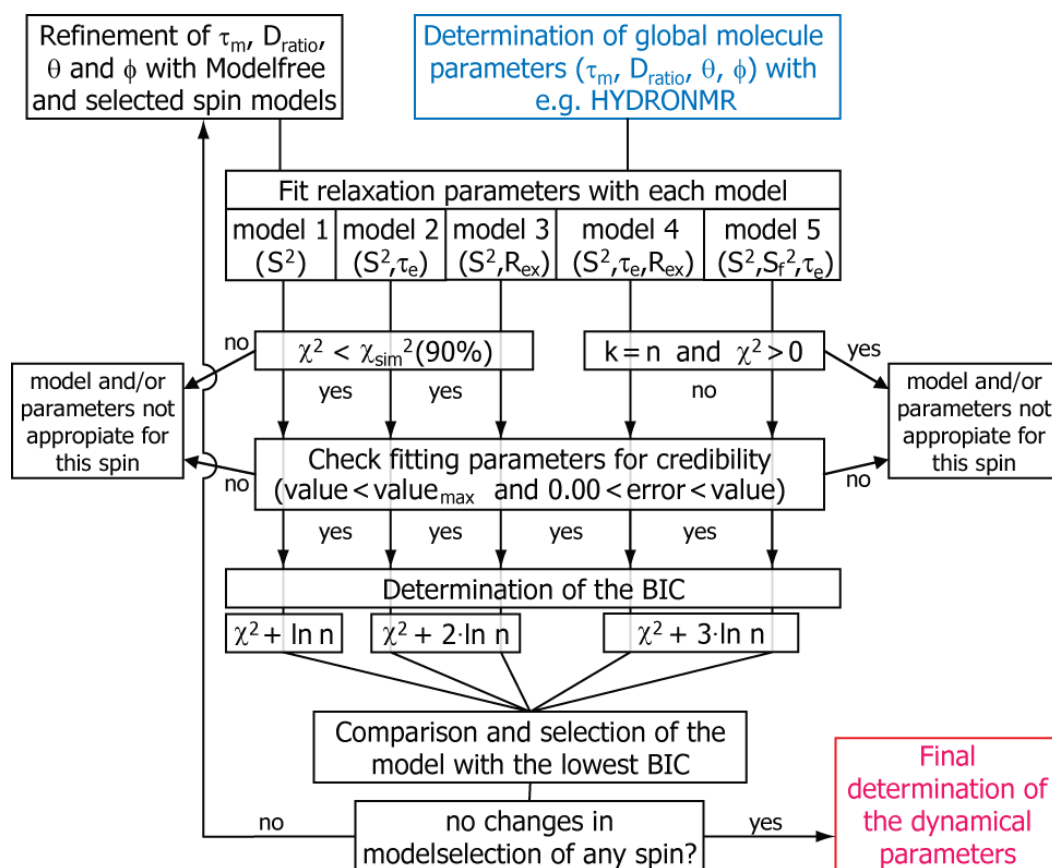 Refinement of τm, Dratio,
θ and ϕ with Modelfree
and selected spin models
Determination of global molecule
parameters (τm, Dratio, θ, ϕ) with
e.g. HYDRONMR
Fit relaxation parameters with each model
model 1
(S²)
model 2
(S²,τe)
model 3
(S²,Rex)
model 4
(S²,τe,Rex)
model 5
(S²,Sf²,τe)
no
χ² < χsim² (90%)
k = n and χ² > 0
yes
model and/or
parameters not
appropiate for
this spin
yes
yes
no
model and/or
parameters not
appropiate for
this spin
no
Check fitting parameters for credibility
(value < valuemax and 0.00 < error < value)
no
yes
yes
yes
yes
Determination of the BIC
χ² + ln n
χ² + 2·ln n
χ² + 3·ln n
Comparison and selection of the
model with the lowest BIC
no
no changes in
modelselection of any spin?
yes
Final
determination of
the dynamical
parameters